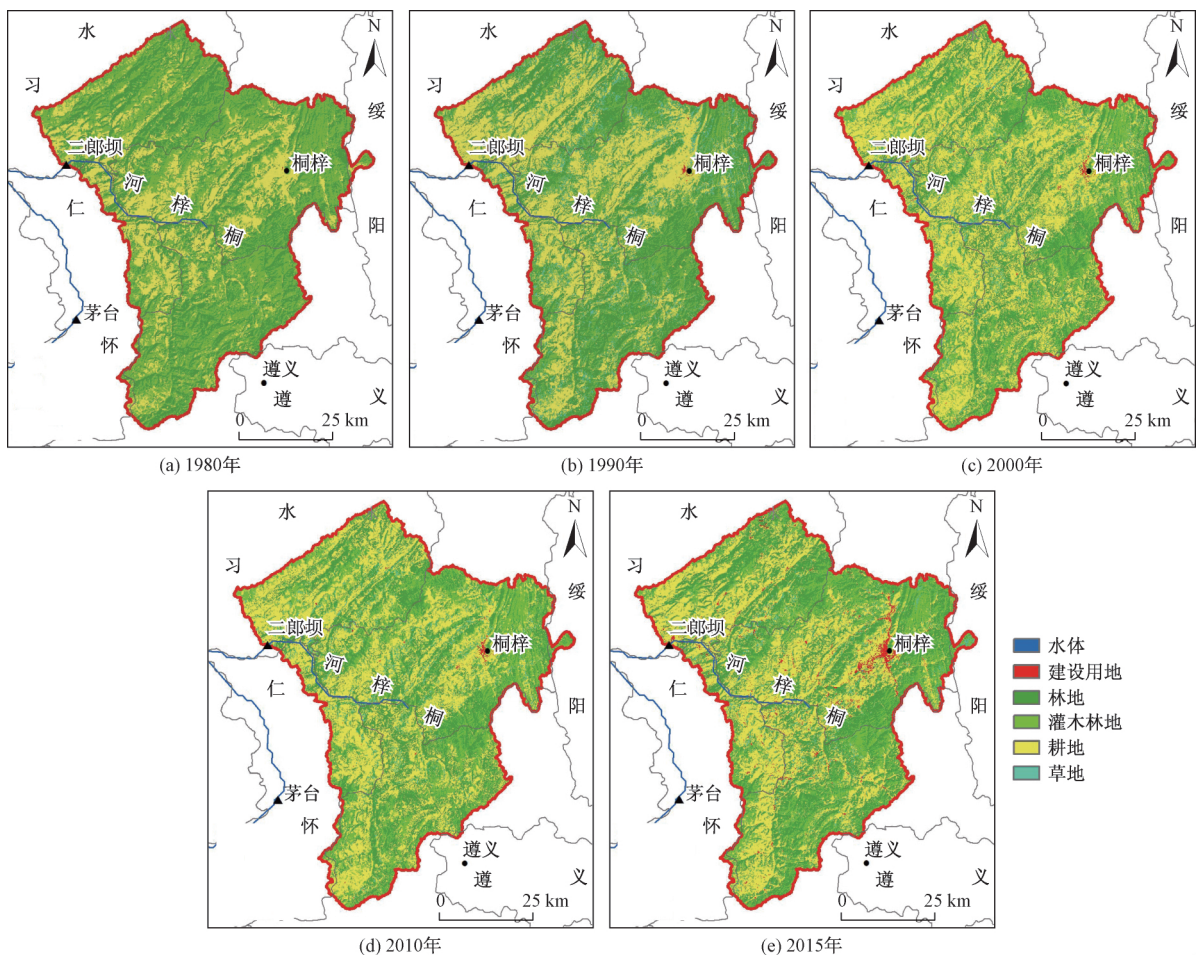 水
N
习
绥
三郎坝
桐梓
河
梓
仁
桐
阳
茅台
怀
遵义
遵
义
0
25 km
(a) 1980年
水
N
习
绥
三郎坝
桐梓
河
梓
仁
桐
阳
茅台
怀
遵义
遵
义
0
25 km
(b) 1990年
水
N
习
绥
三郎坝
桐梓
河
梓
仁
桐
阳
茅台
怀
遵义
遵
义
0
25 km
(c) 2000年
水
N
习
绥
三郎坝
桐梓
河
梓
仁
桐
阳
茅台
怀
遵义
遵
义
0
25 km
(d) 2010年
水
N
习
绥
三郎坝
桐梓
河
梓
仁
桐
阳
茅台
怀
遵义
遵
义
0
25 km
(e) 2015年
水体
建设用地
林地
灌木林地
耕地
草地